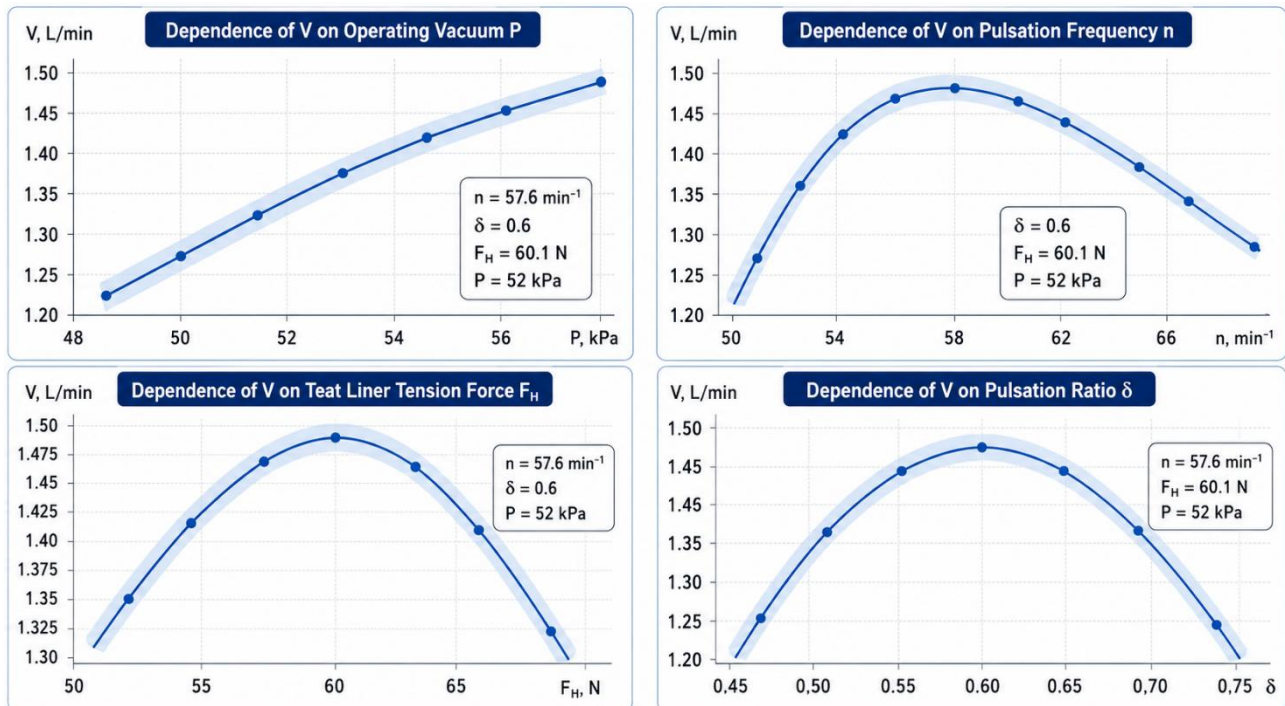 Dependence of V on Operating Vacuum P
V, L/min
1.50
1.45
1.40
1.35
1.30
1.25
1.20
48 50 52 54 56 P, kPa
n = 57.6 min⁻¹
δ = 0.6
F_H = 60.1 N
P = 52 kPa
Dependence of V on Pulsation Frequency n
V, L/min
1.50
1.45
1.40
1.35
1.30
1.25
1.20
50 54 58 62 66 n, min⁻¹
δ = 0.6
F_H = 60.1 N
P = 52 kPa
Dependence of V on Teat Liner Tension Force F_H
V, L/min
1.50
1.475
1.45
1.425
1.40
1.375
1.35
1.325
1.30
50 55 60 65 F_H, N
n = 57.6 min⁻¹
δ = 0.6
P = 52 kPa
Dependence of V on Pulsation Ratio δ
V, L/min
1.50
1.45
1.40
1.35
1.25
1.20
0.45 0,50 0.55 0.60 0.65 0,70 0,75 δ
n = 57.6 min⁻¹
F_H = 60.1 N
P = 52 kPa